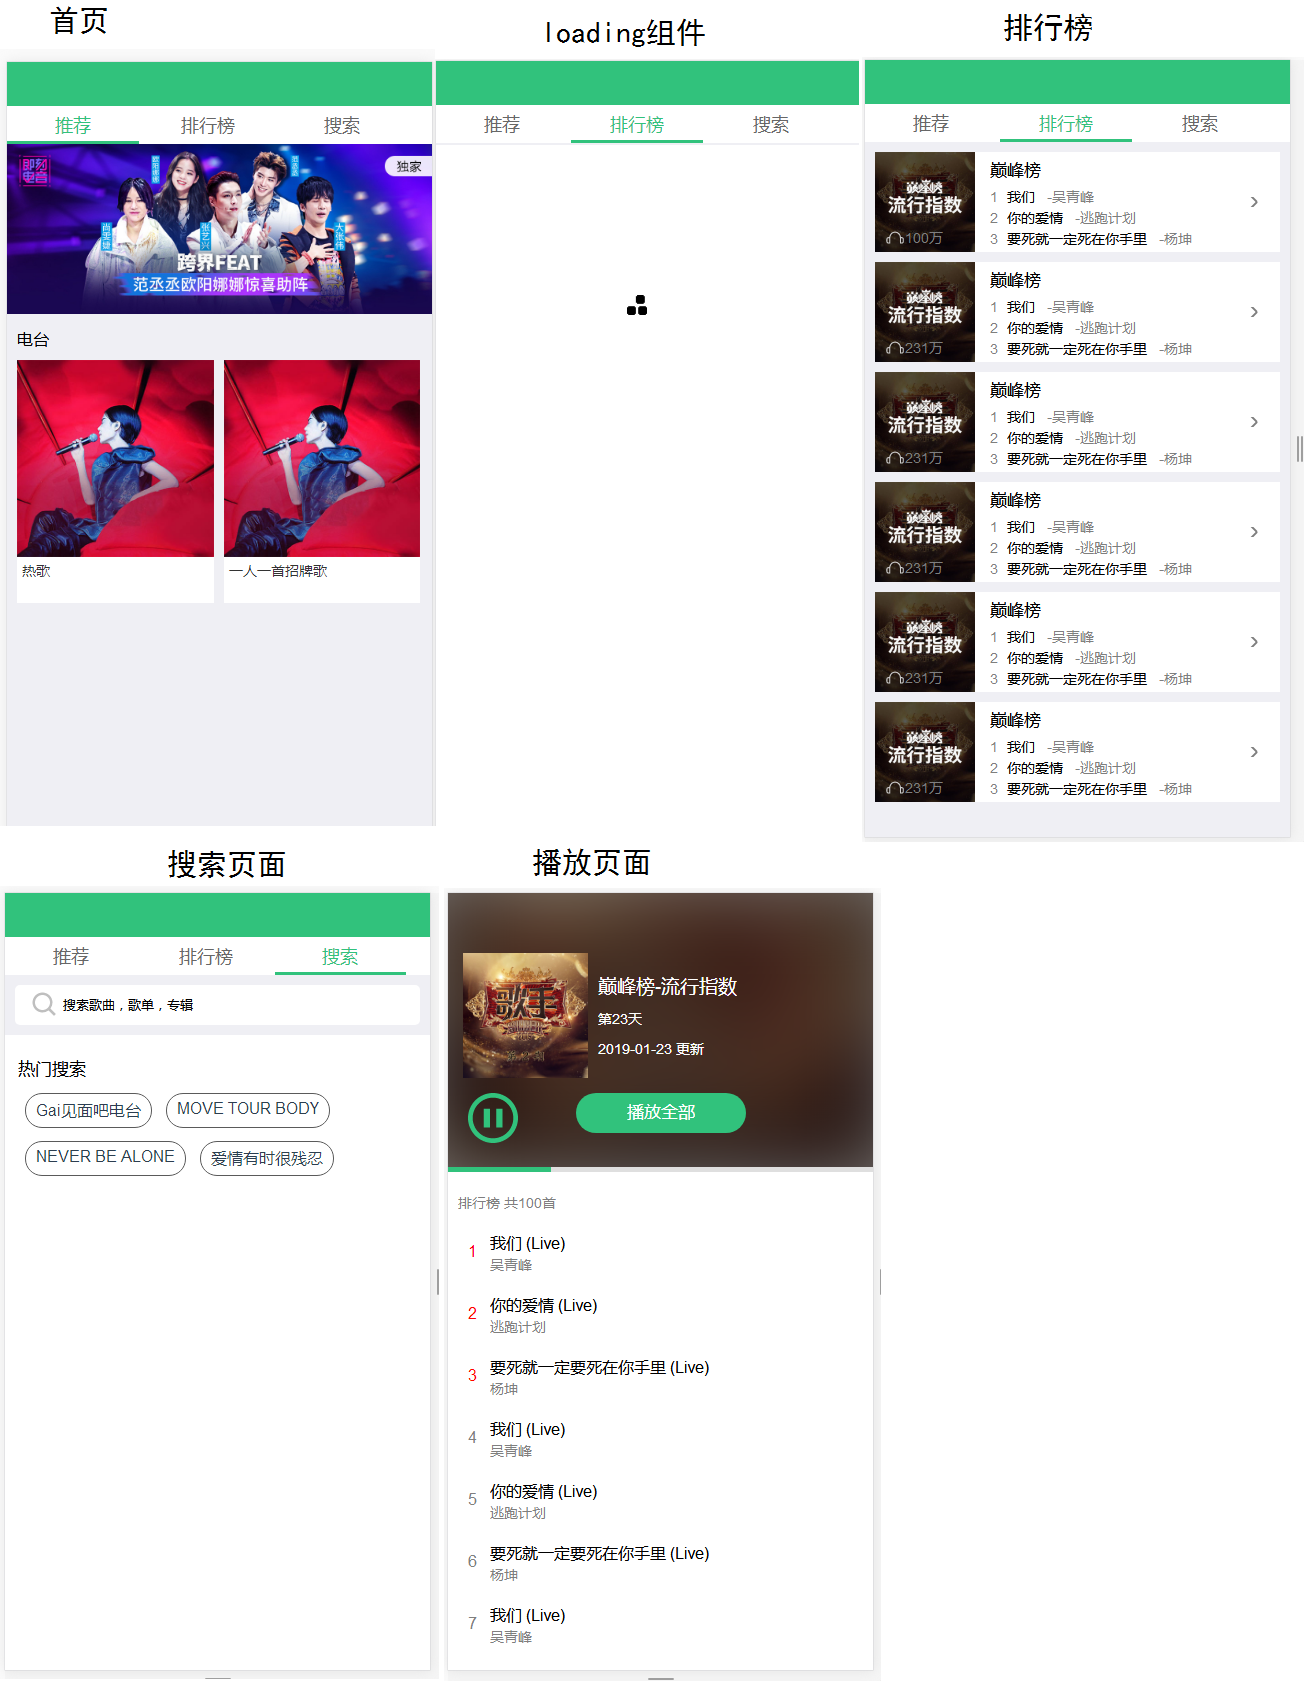 首页
推荐 排行榜 搜索
即刻电音
欧阳娜娜
范丞丞
独家
尚雯婕
张艺兴
大张伟
跨界FEAT
范丞丞欧阳娜娜惊喜助阵
电台
热歌
一人一首招牌歌
loading组件
推荐 排行榜 搜索
排行榜
推荐 排行榜 搜索
巅峰榜
流行指数
100万
巅峰榜
1 我们 -吴青峰
2 你的爱情 -逃跑计划
3 要死就一定死在你手里 -杨坤
巅峰榜
流行指数
231万
巅峰榜
1 我们 -吴青峰
2 你的爱情 -逃跑计划
3 要死就一定死在你手里 -杨坤
巅峰榜
流行指数
231万
巅峰榜
1 我们 -吴青峰
2 你的爱情 -逃跑计划
3 要死就一定死在你手里 -杨坤
巅峰榜
流行指数
231万
巅峰榜
1 我们 -吴青峰
2 你的爱情 -逃跑计划
3 要死就一定死在你手里 -杨坤
巅峰榜
流行指数
231万
巅峰榜
1 我们 -吴青峰
2 你的爱情 -逃跑计划
3 要死就一定死在你手里 -杨坤
巅峰榜
流行指数
231万
巅峰榜
1 我们 -吴青峰
2 你的爱情 -逃跑计划
3 要死就一定死在你手里 -杨坤
搜索页面
推荐 排行榜 搜索
搜索歌曲，歌单，专辑
热门搜索
Gai见面吧电台 MOVE TOUR BODY
NEVER BE ALONE 爱情有时很残忍
播放页面
歌手
巅峰榜-流行指数
第23天
2019-01-23 更新
播放全部
排行榜 共100首
1 我们 (Live)
吴青峰
2 你的爱情 (Live)
逃跑计划
3 要死就一定要死在你手里 (Live)
杨坤
4 我们 (Live)
吴青峰
5 你的爱情 (Live)
逃跑计划
6 要死就一定要死在你手里 (Live)
杨坤
7 我们 (Live)
吴青峰